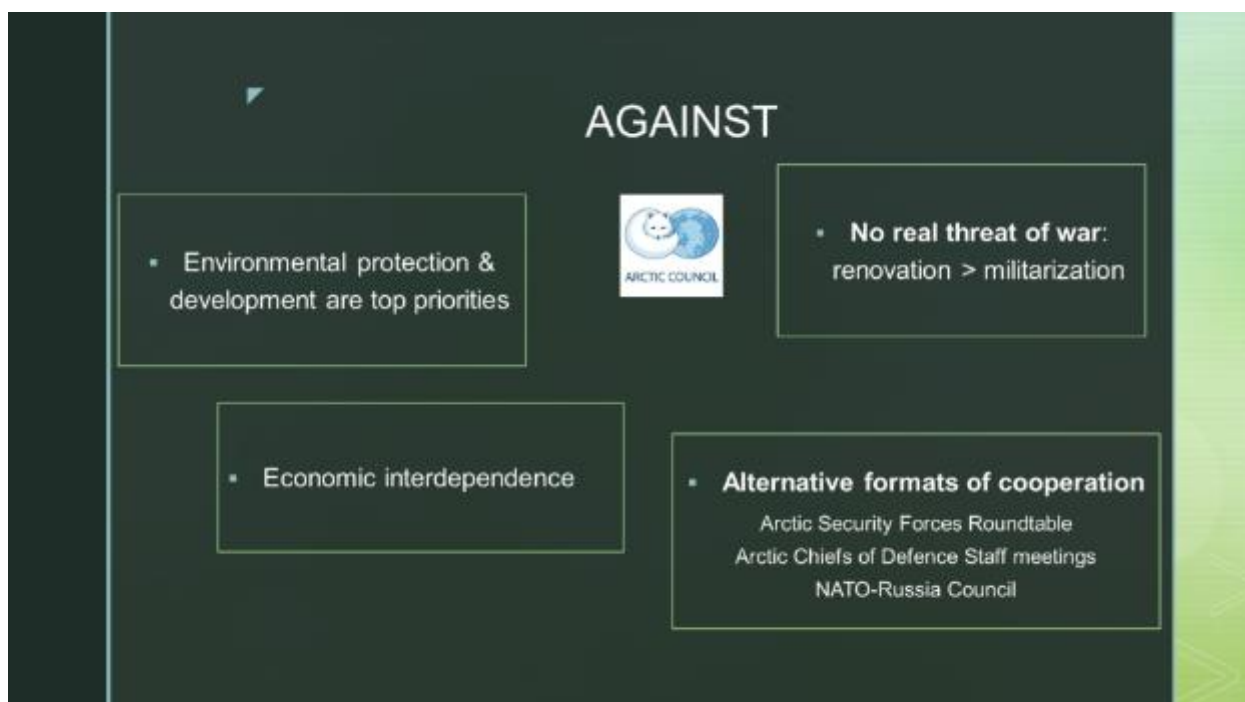 AGAINST
▪ Environmental protection &
development are top priorities
ARCTIC COUNCIL
▪ No real threat of war:
renovation > militarization
▪ Economic interdependence
▪ Alternative formats of cooperation
Arctic Security Forces Roundtable
Arctic Chiefs of Defence Staff meetings
NATO-Russia Council